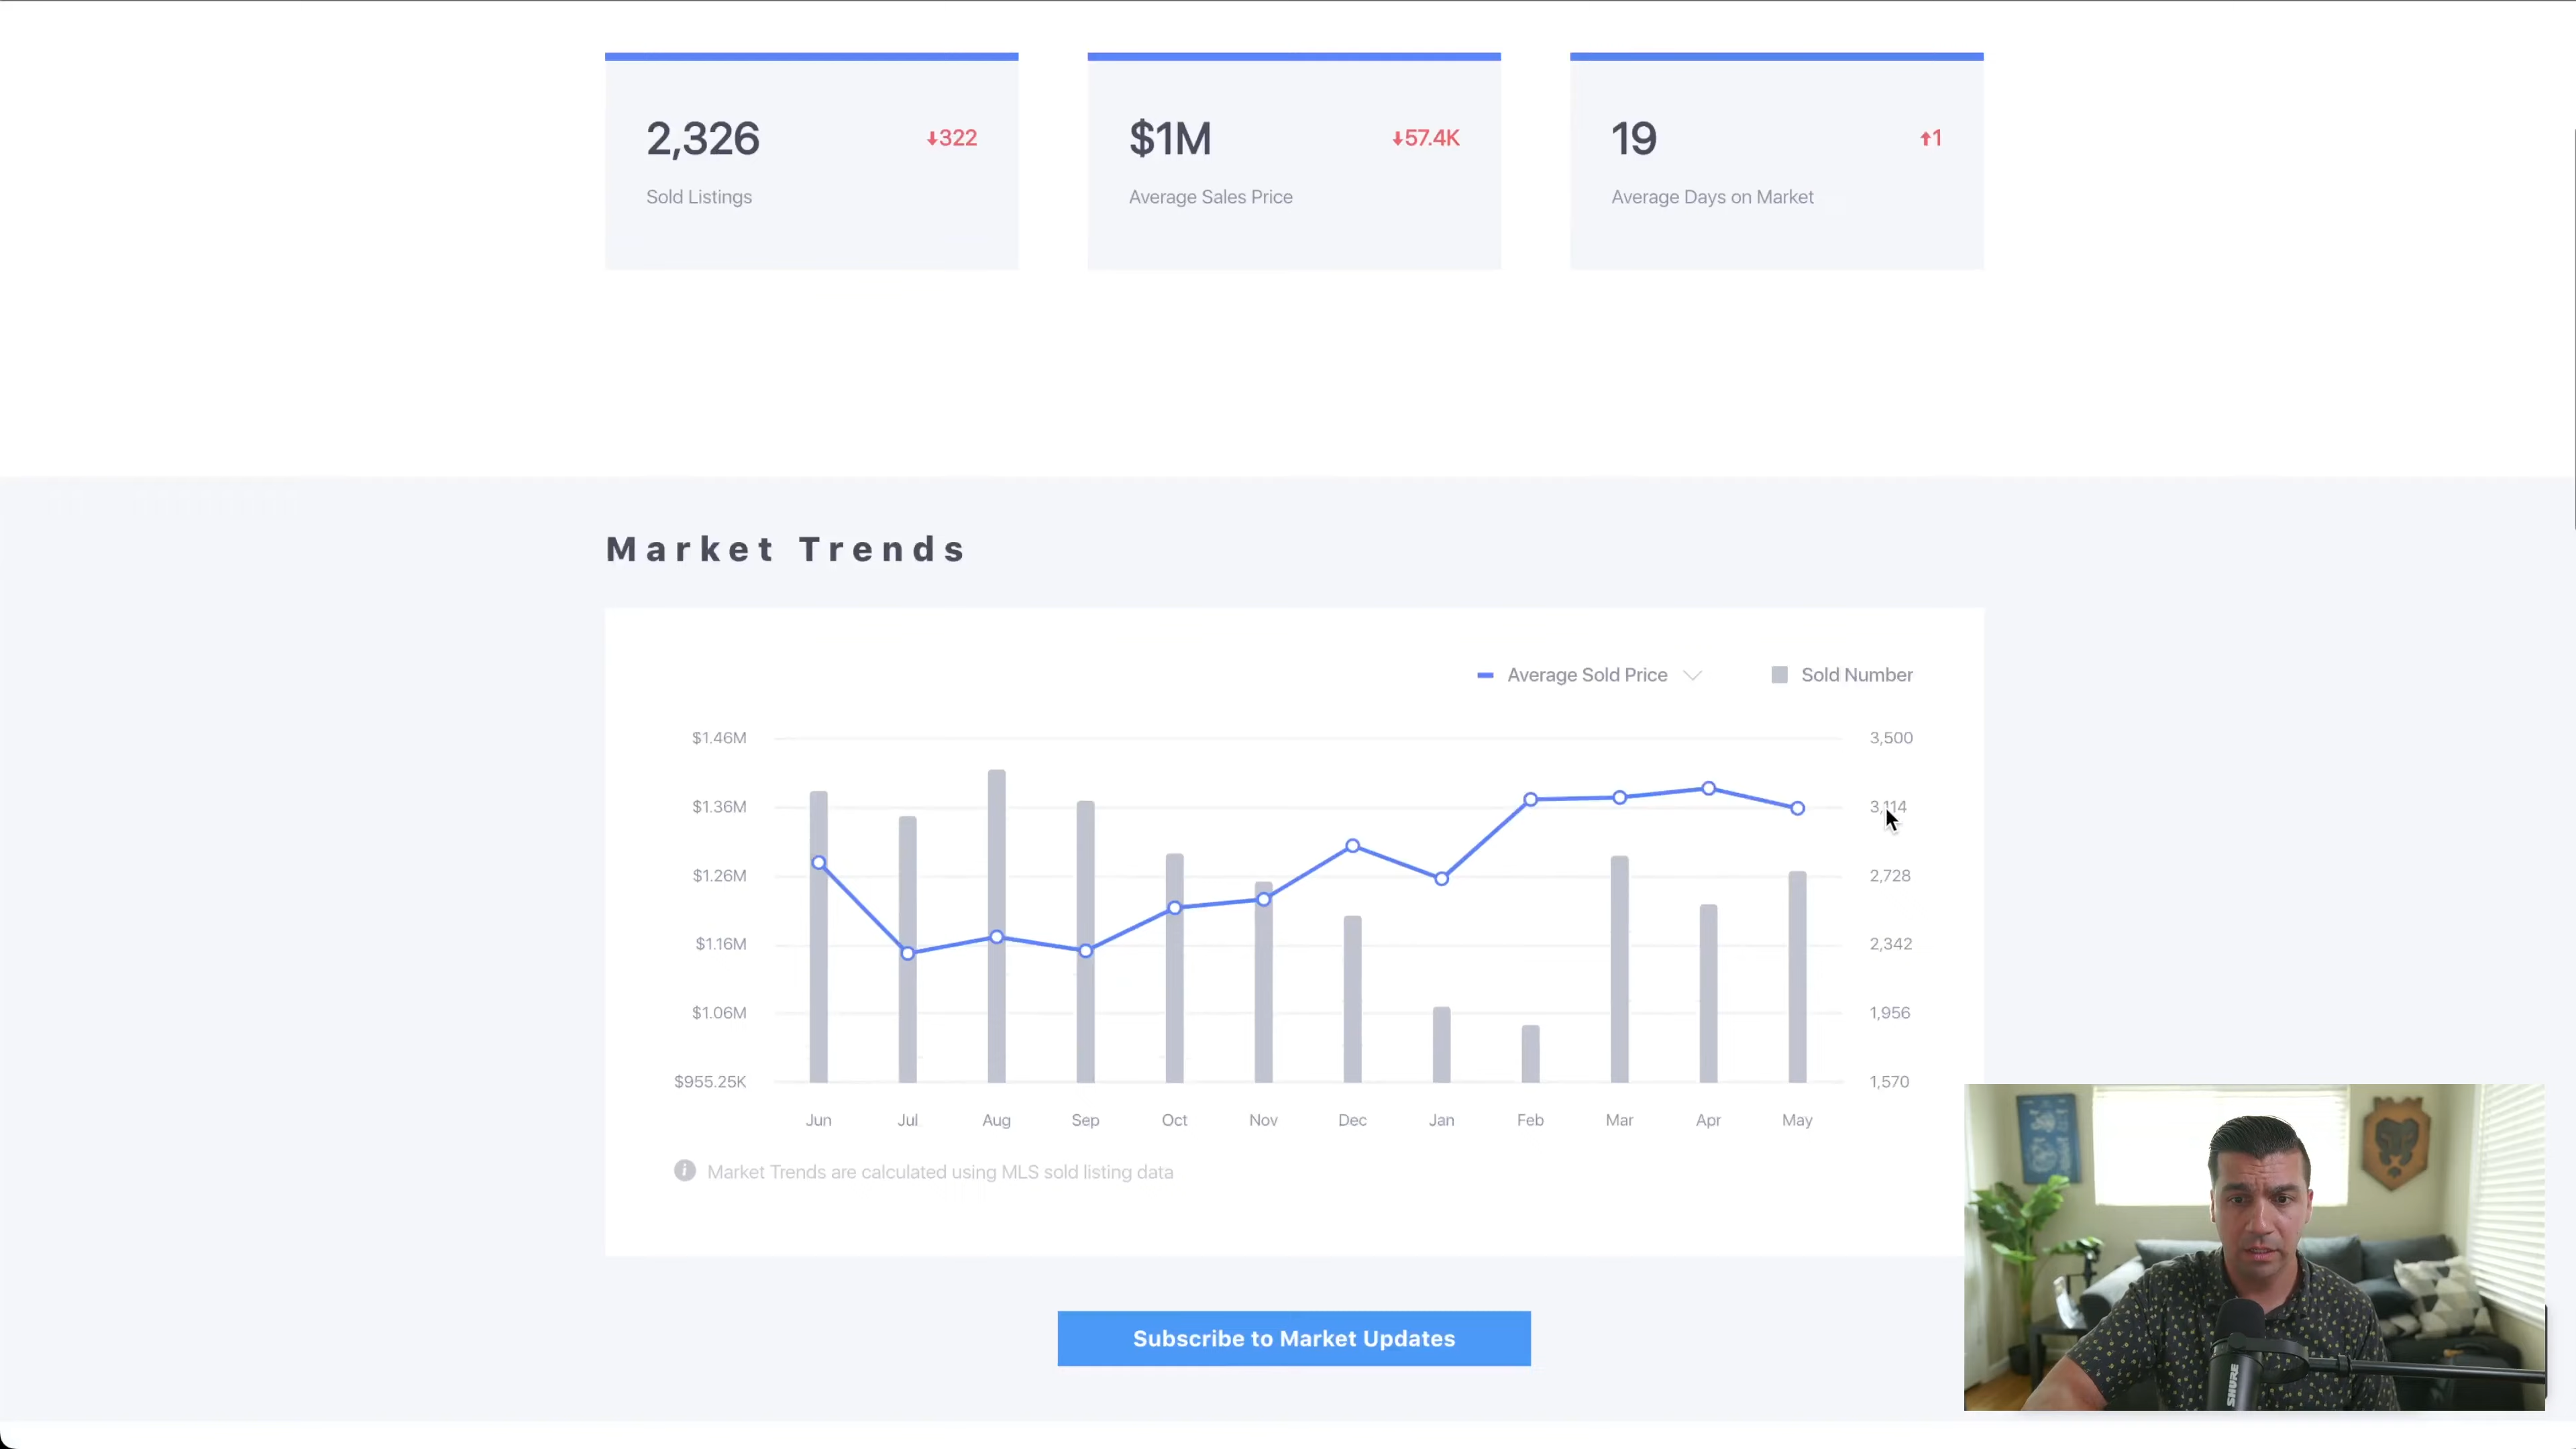 2,326
↓322
Sold Listings
$1M
↓57.4K
Average Sales Price
19
↑1
Average Days on Market
Market Trends
Average Sold Price
Sold Number
$1.46M
3,500
$1.36M
3,114
$1.26M
2,728
$1.16M
2,342
$1.06M
1,956
$955.25K
1,570
Jun Jul Aug Sep Oct Nov Dec Jan Feb Mar Apr May
Market Trends are calculated using MLS sold listing data
Subscribe to Market Updates
SHURE